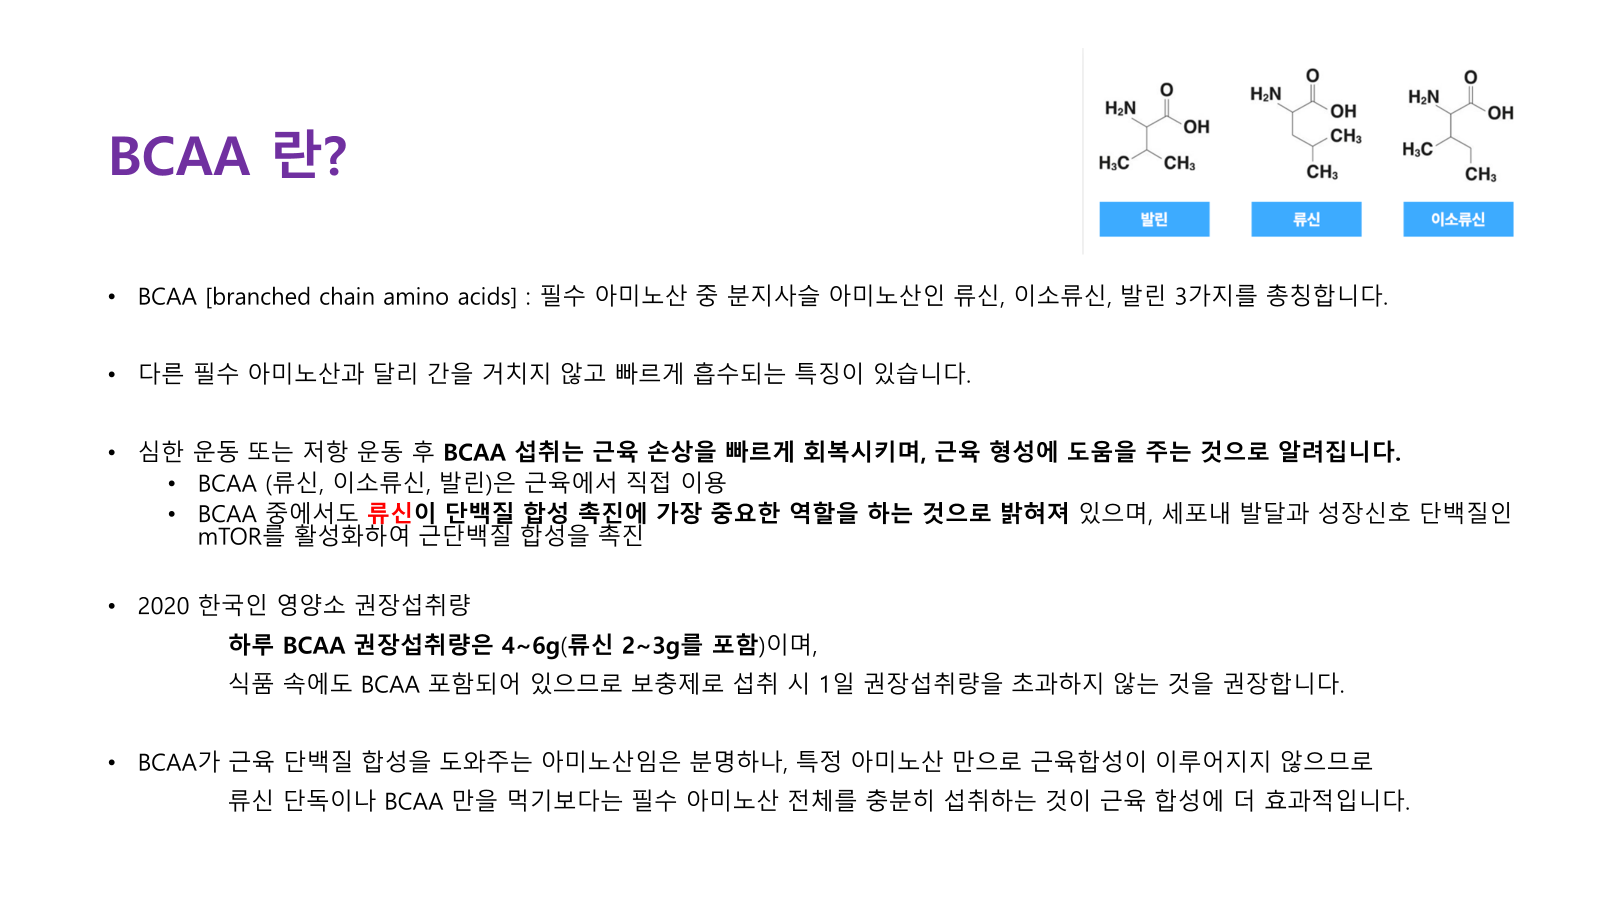 BCAA 란?
H₂N O OH H₃C CH₃
H₂N O OH CH₃ CH₃
H₂N O OH H₃C CH₃
발린 류신 이소류신
• BCAA [branched chain amino acids] : 필수 아미노산 중 분지사슬 아미노산인 류신, 이소류신, 발린 3가지를 총칭합니다.
• 다른 필수 아미노산과 달리 간을 거치지 않고 빠르게 흡수되는 특징이 있습니다.
• 심한 운동 또는 저항 운동 후 BCAA 섭취는 근육 손상을 빠르게 회복시키며, 근육 형성에 도움을 주는 것으로 알려집니다.
• BCAA (류신, 이소류신, 발린)은 근육에서 직접 이용
• BCAA 중에서도 류신이 단백질 합성 촉진에 가장 중요한 역할을 하는 것으로 밝혀져 있으며, 세포내 발달과 성장신호 단백질인
mTOR를 활성화하여 근단백질 합성을 촉진
• 2020 한국인 영양소 권장섭취량
하루 BCAA 권장섭취량은 4~6g(류신 2~3g를 포함)이며,
식품 속에도 BCAA 포함되어 있으므로 보충제로 섭취 시 1일 권장섭취량을 초과하지 않는 것을 권장합니다.
• BCAA가 근육 단백질 합성을 도와주는 아미노산임은 분명하나, 특정 아미노산 만으로 근육합성이 이루어지지 않으므로
류신 단독이나 BCAA 만을 먹기보다는 필수 아미노산 전체를 충분히 섭취하는 것이 근육 합성에 더 효과적입니다.